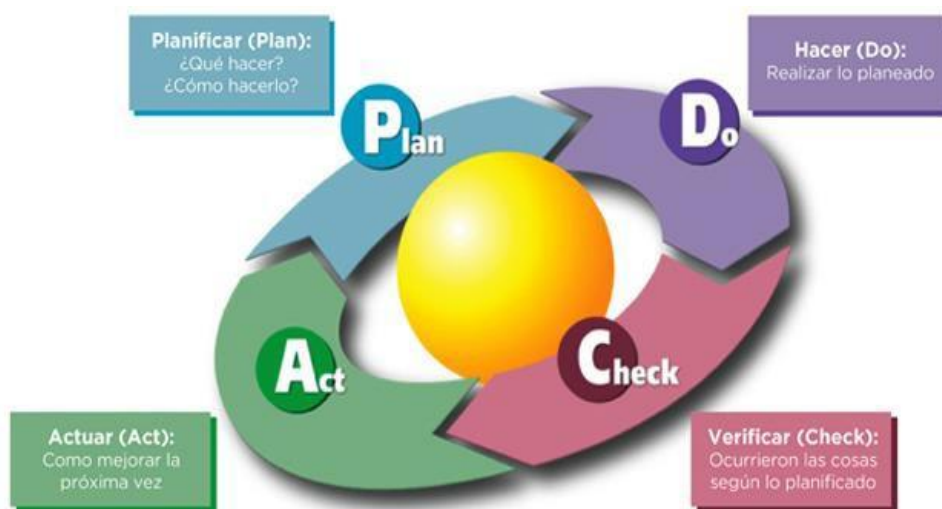 Planificar (Plan):
¿Qué hacer?
¿Cómo hacerlo?
Hacer (Do):
Realizar lo planeado
Plan
Do
Act
Check
Actuar (Act):
Como mejorar la
próxima vez
Verificar (Check):
Ocurrieron las cosas
según lo planificado